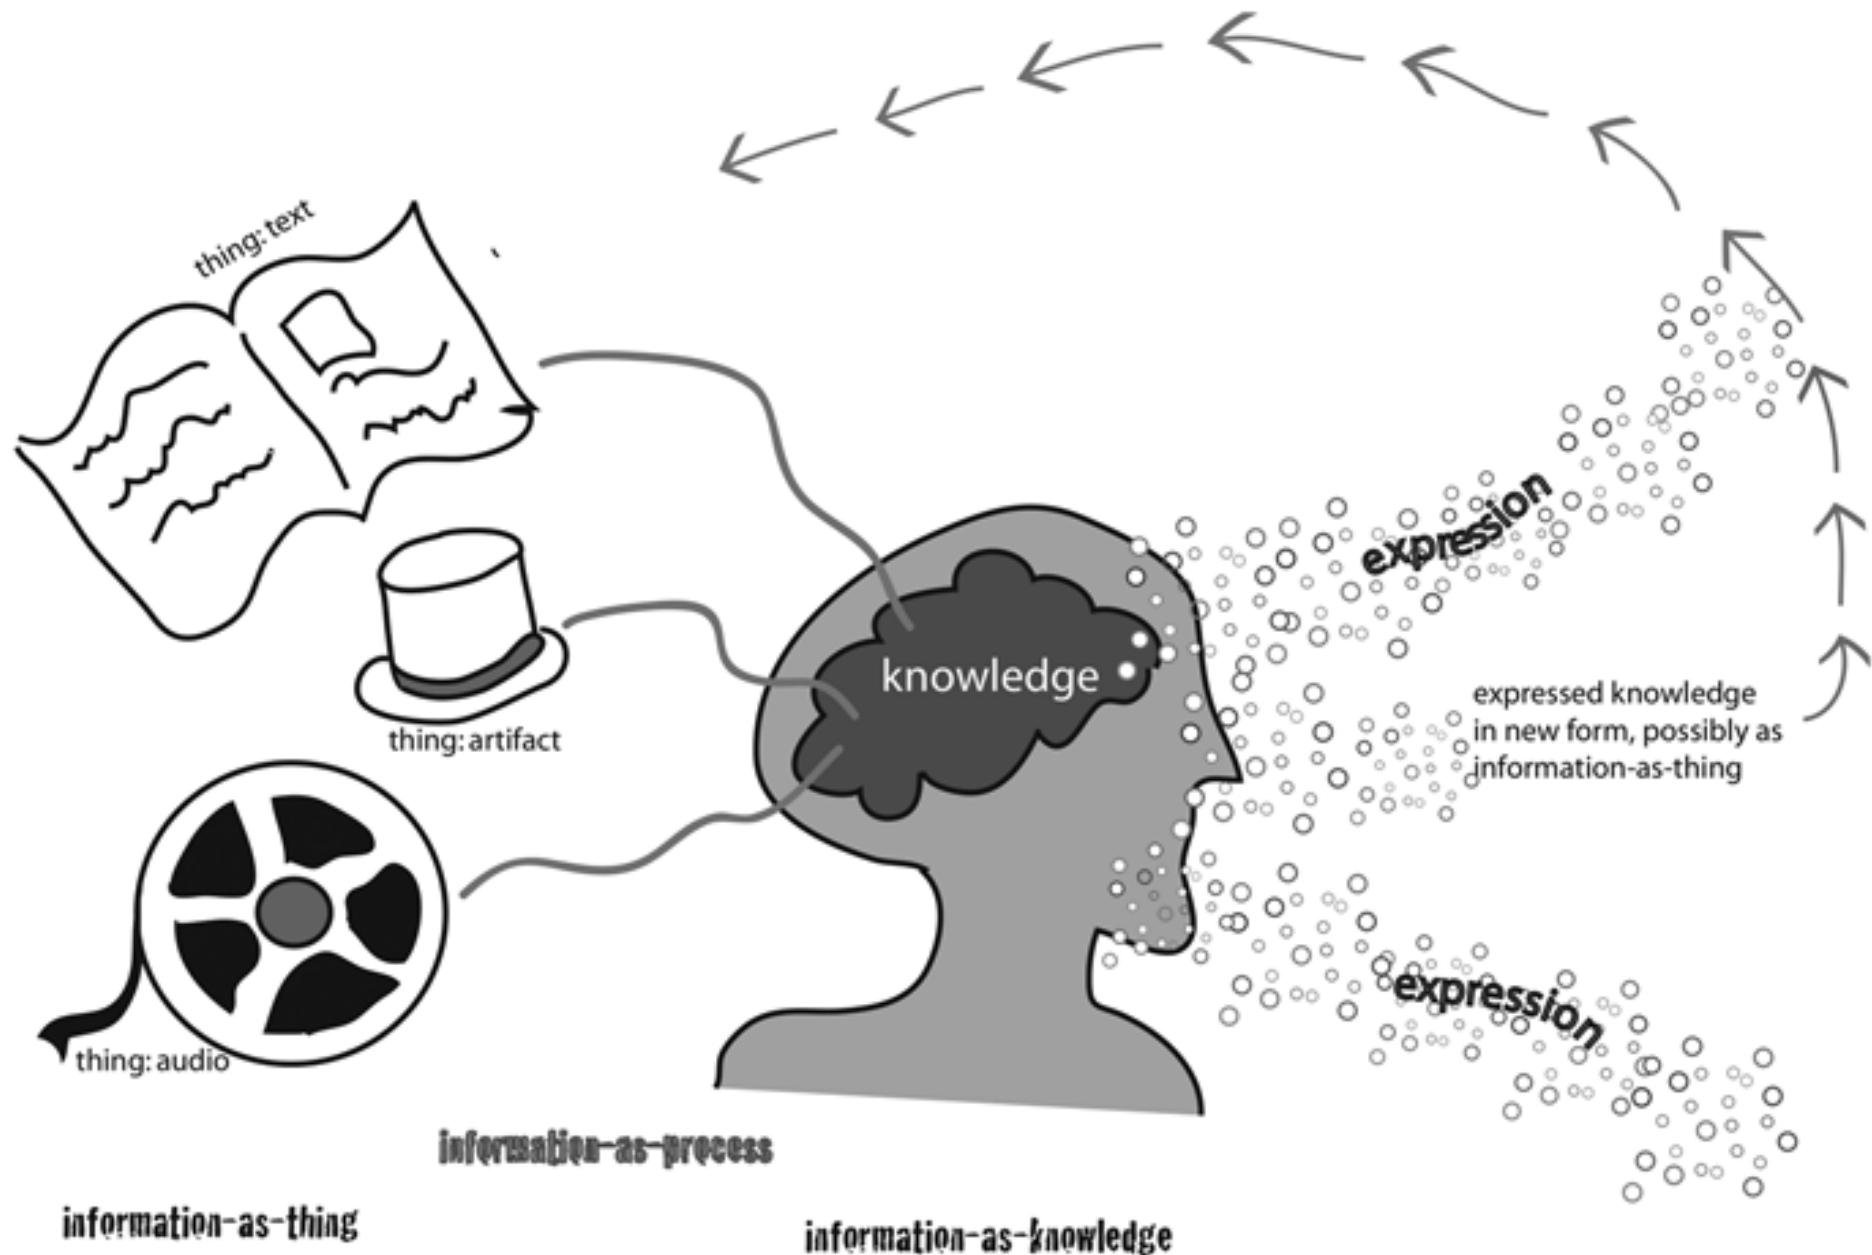 thing: text
thing: artifact
thing: audio
knowledge
expression
expressed knowledge
in new form, possibly as
information-as-thing
expression
information-as-process
information-as-thing
information-as-knowledge